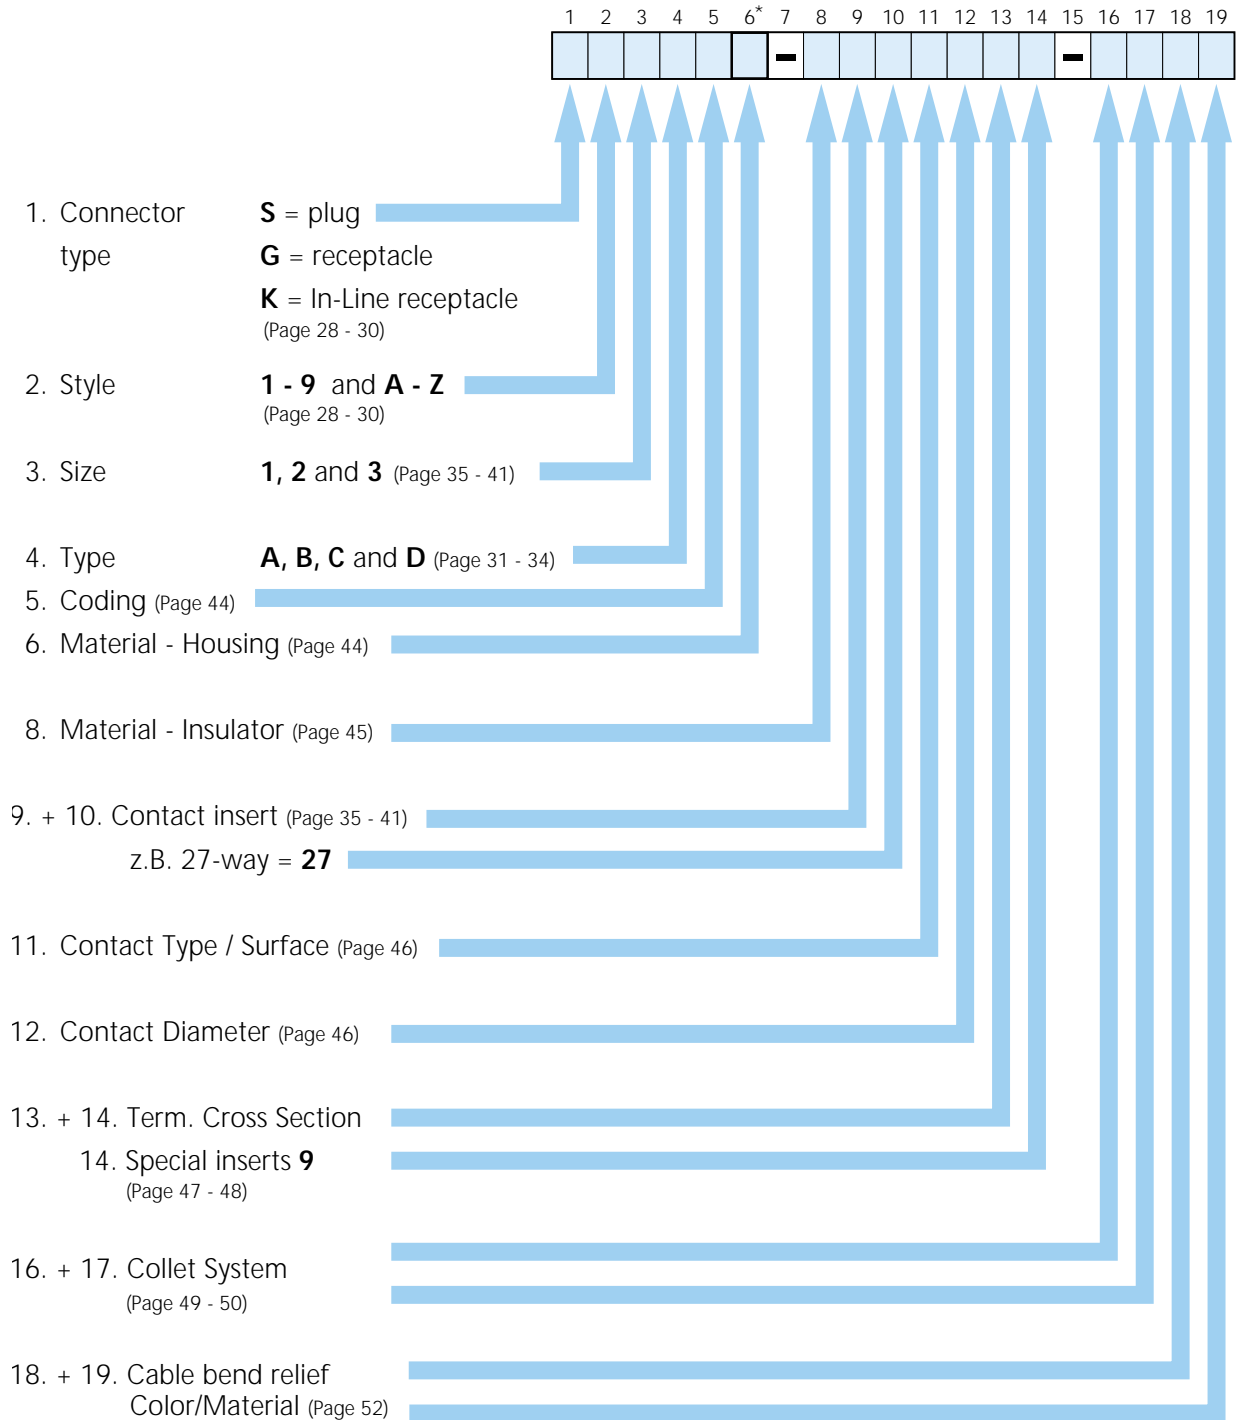 1 2 3 4 5 6* 7 8 9 10 11 12 13 14 15 16 17 18 19
- -
1. Connector S = plug
type G = receptacle
K = In-Line receptacle
(Page 28 - 30)
2. Style 1 - 9 and A - Z
(Page 28 - 30)
3. Size 1, 2 and 3 (Page 35 - 41)
4. Type A, B, C and D (Page 31 - 34)
5. Coding (Page 44)
6. Material - Housing (Page 44)
8. Material - Insulator (Page 45)
9. + 10. Contact insert (Page 35 - 41)
z.B. 27-way = 27
11. Contact Type / Surface (Page 46)
12. Contact Diameter (Page 46)
13. + 14. Term. Cross Section
14. Special inserts 9
(Page 47 - 48)
16. + 17. Collet System
(Page 49 - 50)
18. + 19. Cable bend relief
Color/Material (Page 52)